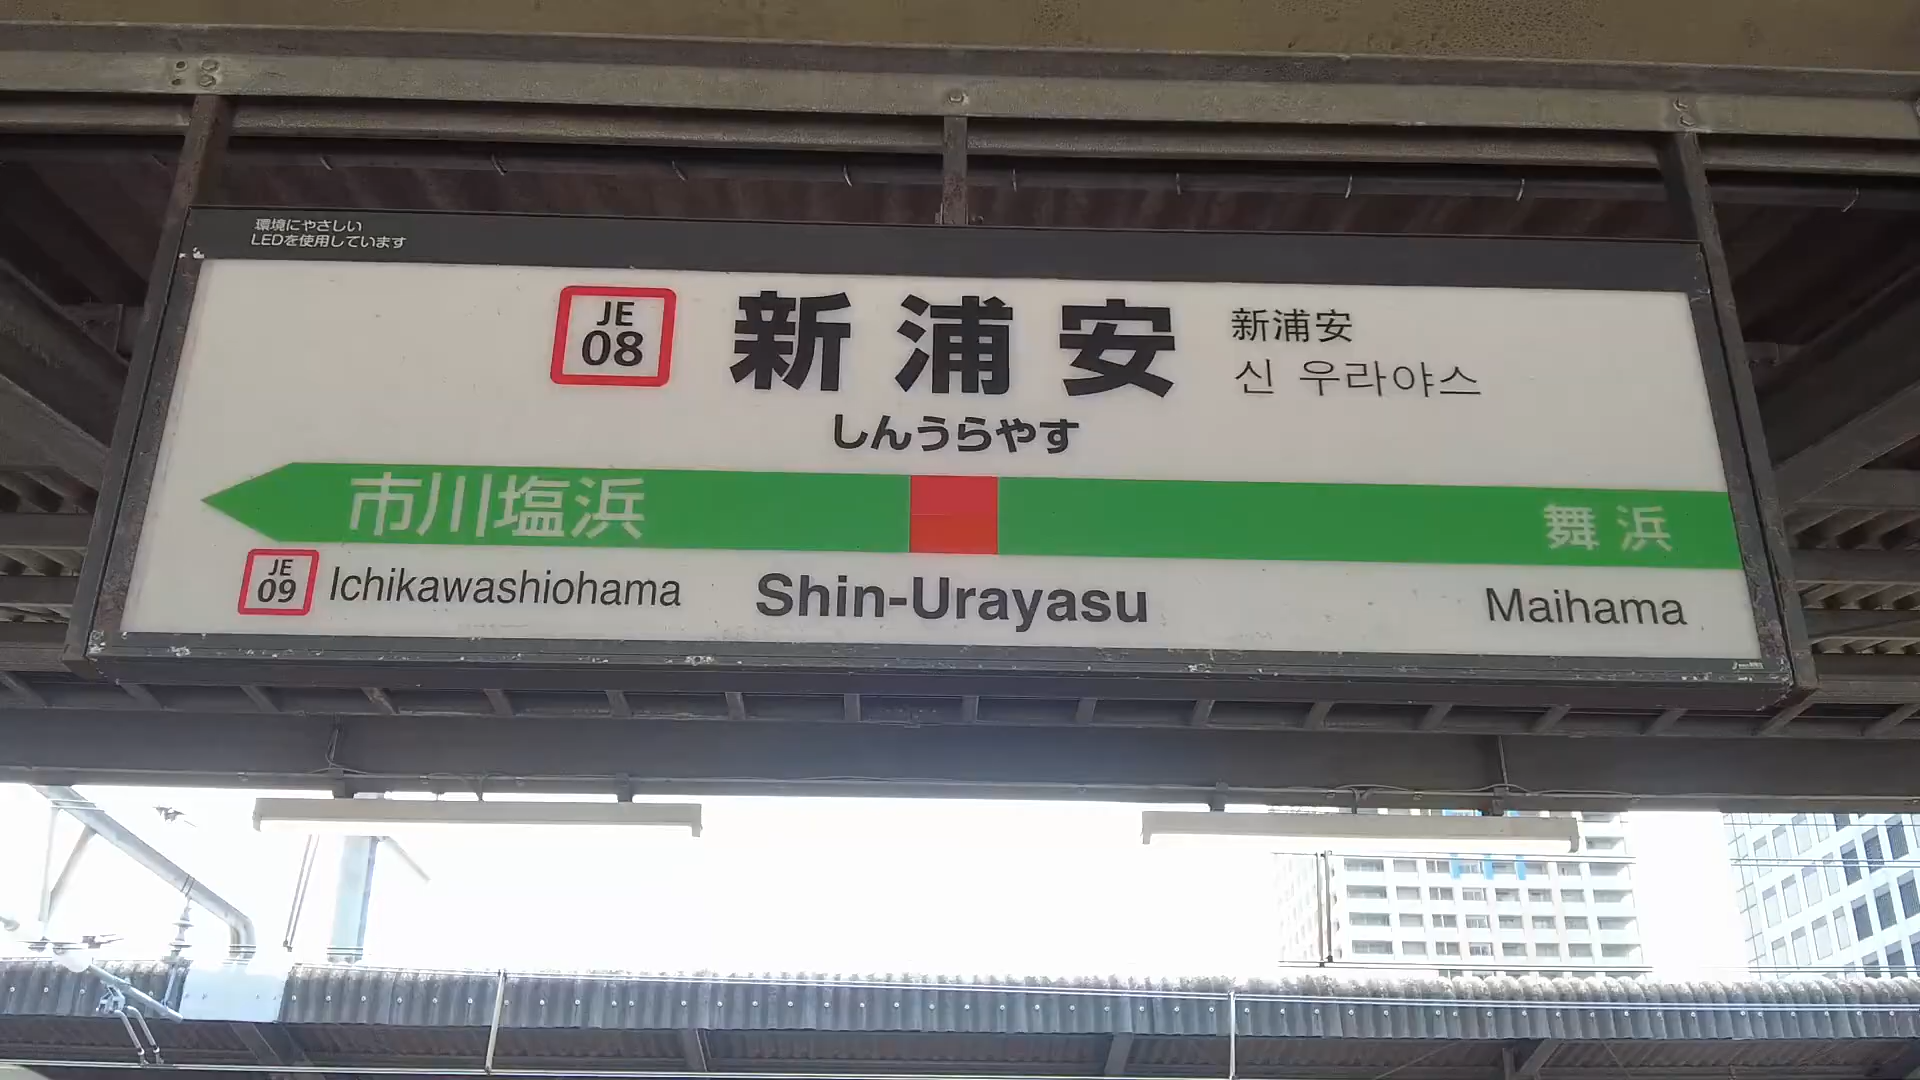 環境にやさしい
LEDを使用しています
JE
08
新浦安
新浦安
신 우라야스
しんうらやす
市川塩浜
舞浜
JE
09
Ichikawashiohama
Shin-Urayasu
Maihama